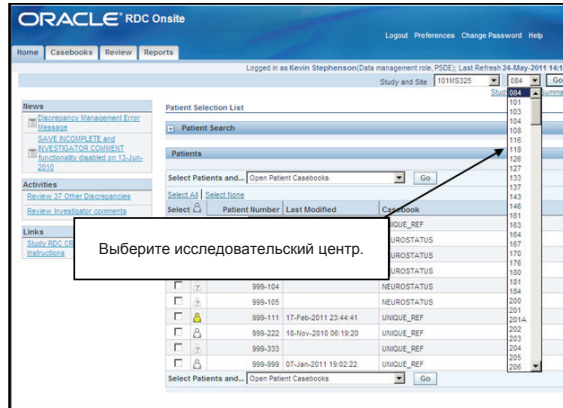 ORACLE® RDC Onsite
Logout Preferences Change Password Help
Home Casebooks Review Reports
Logged in as Kevin Stephenson(Data management role, PSDE); Last Refresh 24-May-2011 14:1
Study and Site 101MS325 084 Go
News
Discrepancy Management Error Message
SAVE INCOMPLETE and INVESTIGATOR COMMENT functionality disabled on 13-Jun-2010
Activities
Review 37 Other Discrepancies
Review Investigator comments
Links
Study RDC
Instructions
Patient Selection List
Patient Search
Patients
Select Patients and... Open Patient Casebooks Go
Select All Select None
Select Patient Number Last Modified Casebook
UNIQUE_REF
NEUROSTATUS
NEUROSTATUS
NEUROSTATUS
999-104 NEUROSTATUS
999-105 NEUROSTATUS
999-111 17-Feb-2011 23:44:41 UNIQUE_REF
999-222 18-Nov-2010 08:19:20 UNIQUE_REF
999-333 UNIQUE_REF
999-999 07-Jan-2011 19:02:22 UNIQUE_REF
Select Patients and... Open Patient Casebooks Go
084
101
103
104
108
116
118
126
127
133
137
143
146
161
163
164
167
170
176
180
181
184
200
201
201A
202
203
204
205
206
Выберите исследовательский центр.